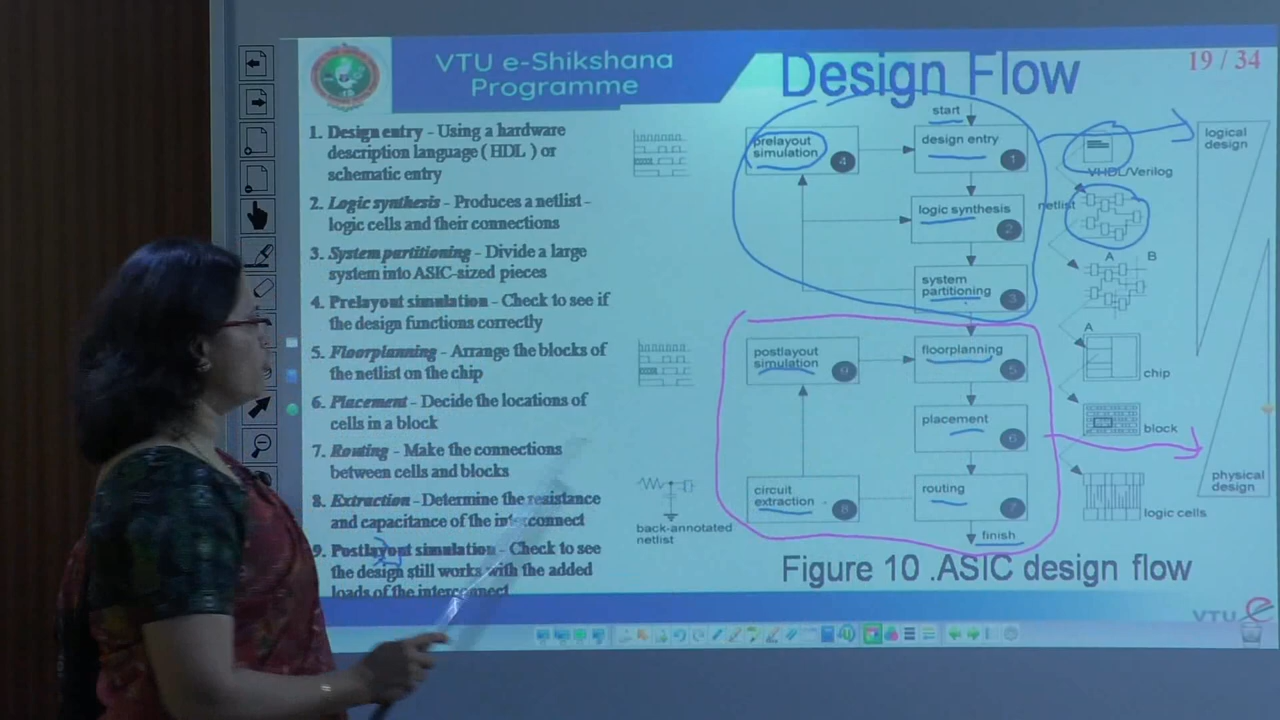 VTU e-Shikshana
Programme
Design Flow
19 / 34
1. Design entry - Using a hardware
description language ( HDL ) or
schematic entry
2. Logic synthesis - Produces a netlist -
logic cells and their connections
3. System partitioning - Divide a large
system into ASIC-sized pieces
4. Prelayout simulation - Check to see if
the design functions correctly
5. Floorplanning - Arrange the blocks of
the netlist on the chip
6. Placement - Decide the locations of
cells in a block
7. Routing - Make the connections
between cells and blocks
8. Extraction - Determine the resistance
and capacitance of the interconnect
9. Postlayout simulation - Check to see
the design still works with the added
loads of the interconnect
start
prelayout
simulation
4
design entry
1
VHDL/Verilog
logical
design
logic synthesis
2
netlist
system
partitioning
3
A
B
postlayout
simulation
9
floorplanning
5
A
chip
placement
6
block
circuit
extraction
8
routing
7
logic cells
physical
design
back-annotated
netlist
finish
Figure 10 .ASIC design flow
VTU